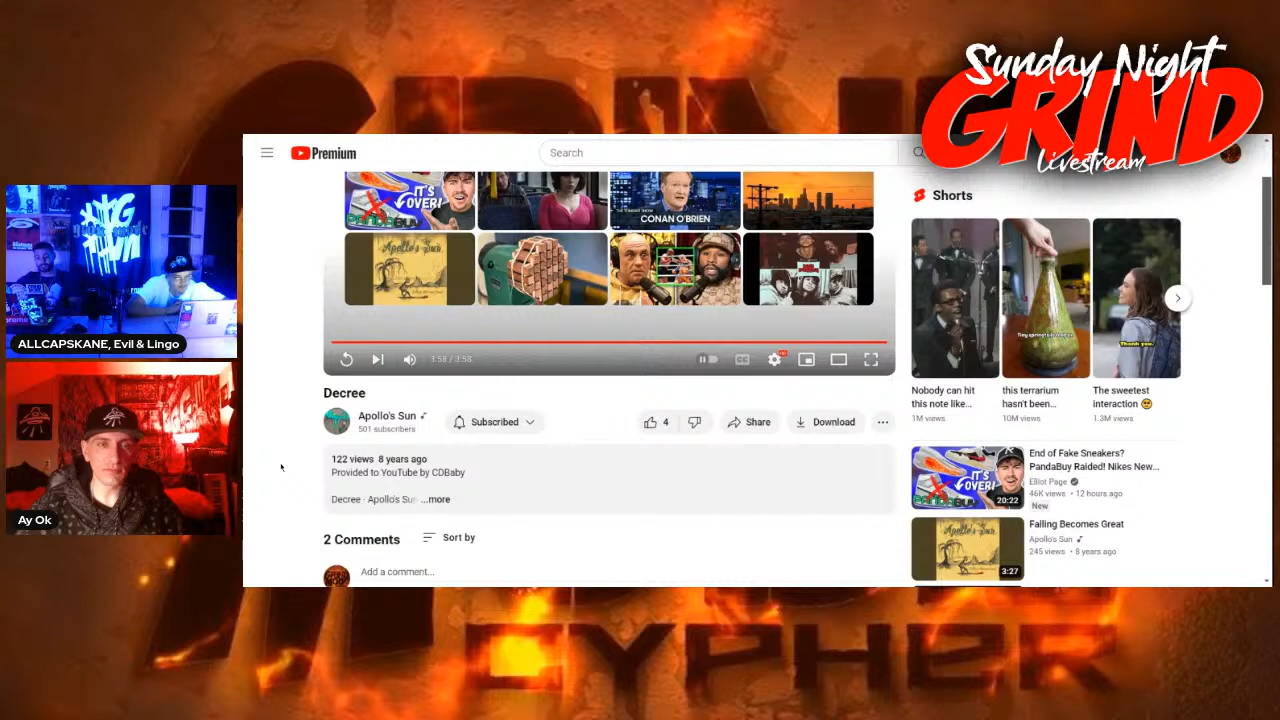 Sunday Night
GRIND
Livestream
Premium
Search
IT'S
OVER!
CONAN O'BRIEN
Apollo's Sun
3:58 / 3:58
CC
Decree
Apollo's Sun
501 subscribers
Subscribed
4
Share
Download
122 views 8 years ago
Provided to YouTube by CDBaby
Decree · Apollo's Sun ...more
2 Comments
Sort by
Add a comment...
Shorts
Thank you.
Nobody can hit
this note like...
1M views
this terrarium
hasn't been...
10M views
The sweetest
interaction
1.3M views
IT'S
OVER!
20:22
End of Fake Sneakers?
PandaBuy Raided! Nikes New...
Elliot Page
46K views • 12 hours ago
New
Apollo's Sun
3:27
Falling Becomes Great
Apollo's Sun
245 views • 8 years ago
ALLCAPSKANE, Evil & Lingo
Ay Ok
CYPHER